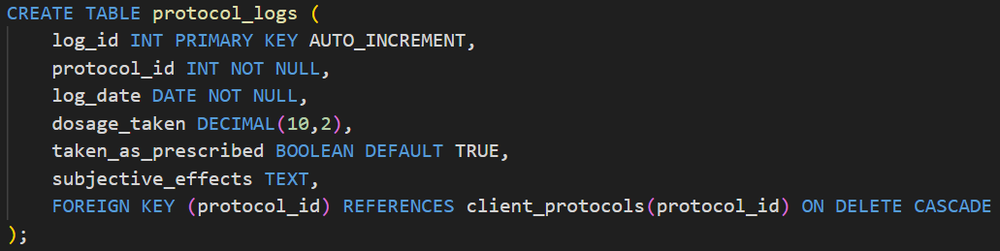 CREATE TABLE protocol_logs (
    log_id INT PRIMARY KEY AUTO_INCREMENT,
    protocol_id INT NOT NULL,
    log_date DATE NOT NULL,
    dosage_taken DECIMAL(10,2),
    taken_as_prescribed BOOLEAN DEFAULT TRUE,
    subjective_effects TEXT,
    FOREIGN KEY (protocol_id) REFERENCES client_protocols(protocol_id) ON DELETE CASCADE
);